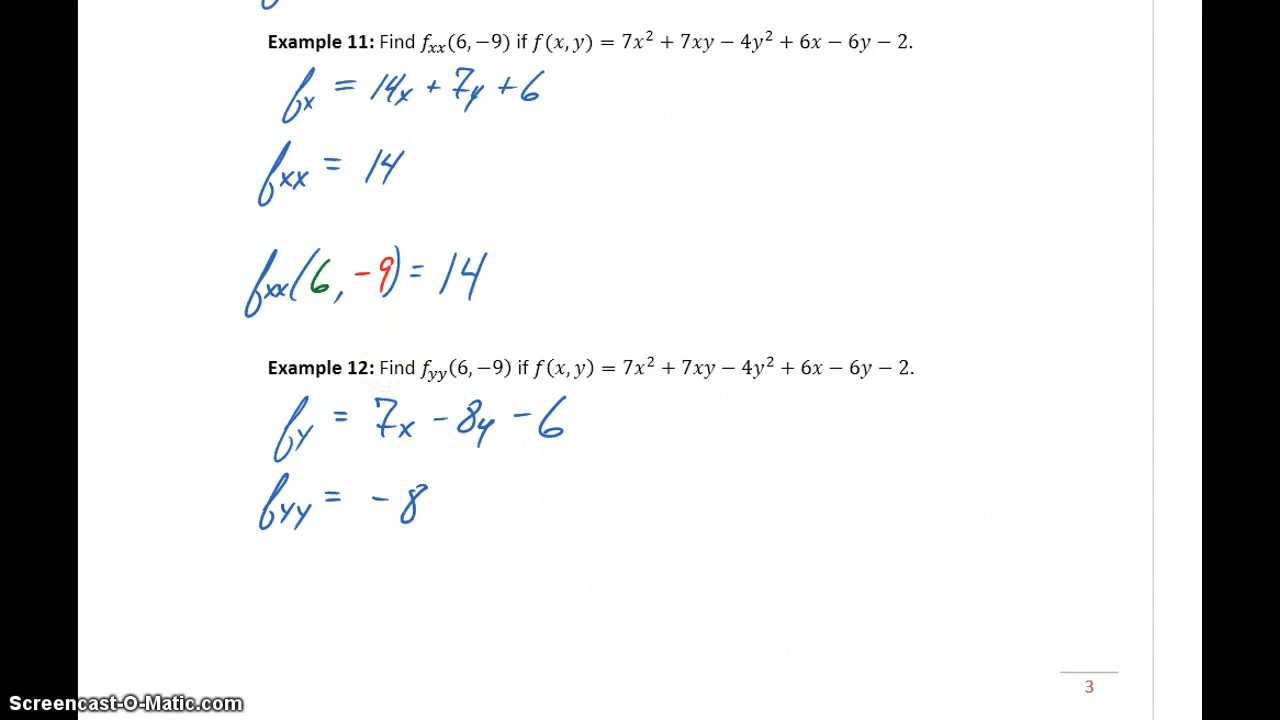 Example 11: Find fₓₓ(6, −9) if f(x, y) = 7x² + 7xy − 4y² + 6x − 6y − 2.
fx = 14x + 7y + 6
fxx = 14
fxx(6, -9) = 14
Example 12: Find fyy(6, −9) if f(x, y) = 7x² + 7xy − 4y² + 6x − 6y − 2.
fy = 7x - 8y - 6
fyy = - 8
3
Screencast-O-Matic.com